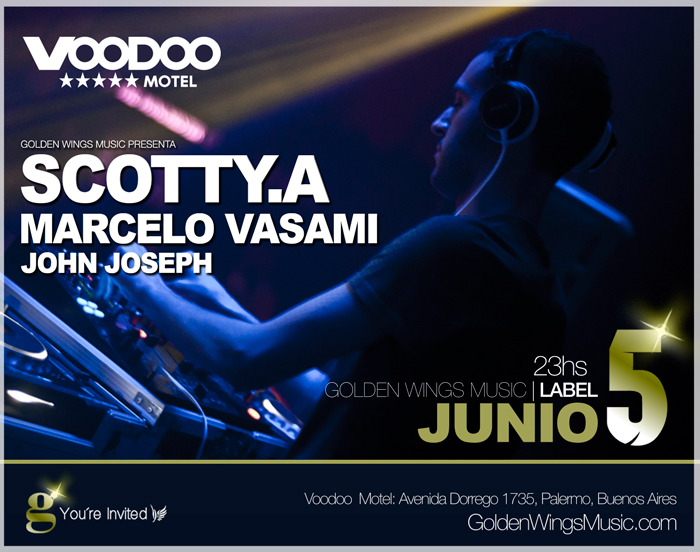 VOODOO
★★★★★ MOTEL
GOLDEN WINGS MUSIC PRESENTA
SCOTTY.A
MARCELO VASAMI
JOHN JOSEPH
23hs
GOLDEN WINGS MUSIC | LABEL
JUNIO 5
g You're Invited
Voodoo Motel: Avenida Dorrego 1735, Palermo, Buenos Aires
GoldenWingsMusic.com